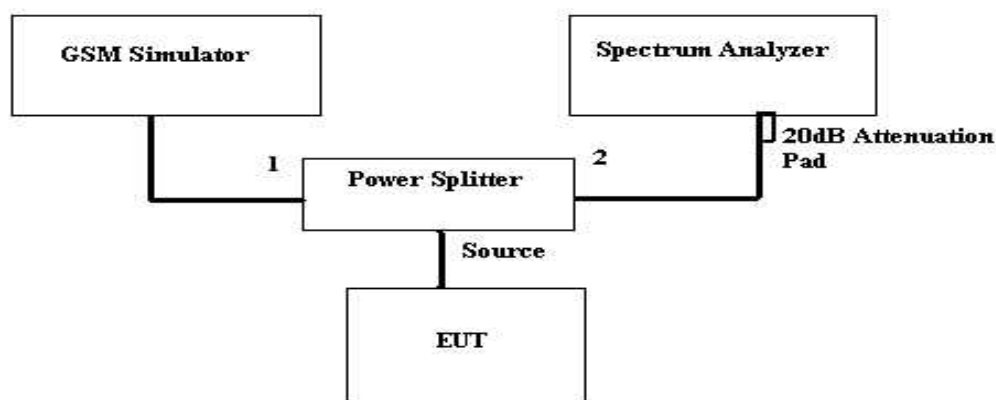 GSM Simulator
Spectrum Analyzer
20dB Attenuation
Pad
1
2
Power Splitter
Source
EUT